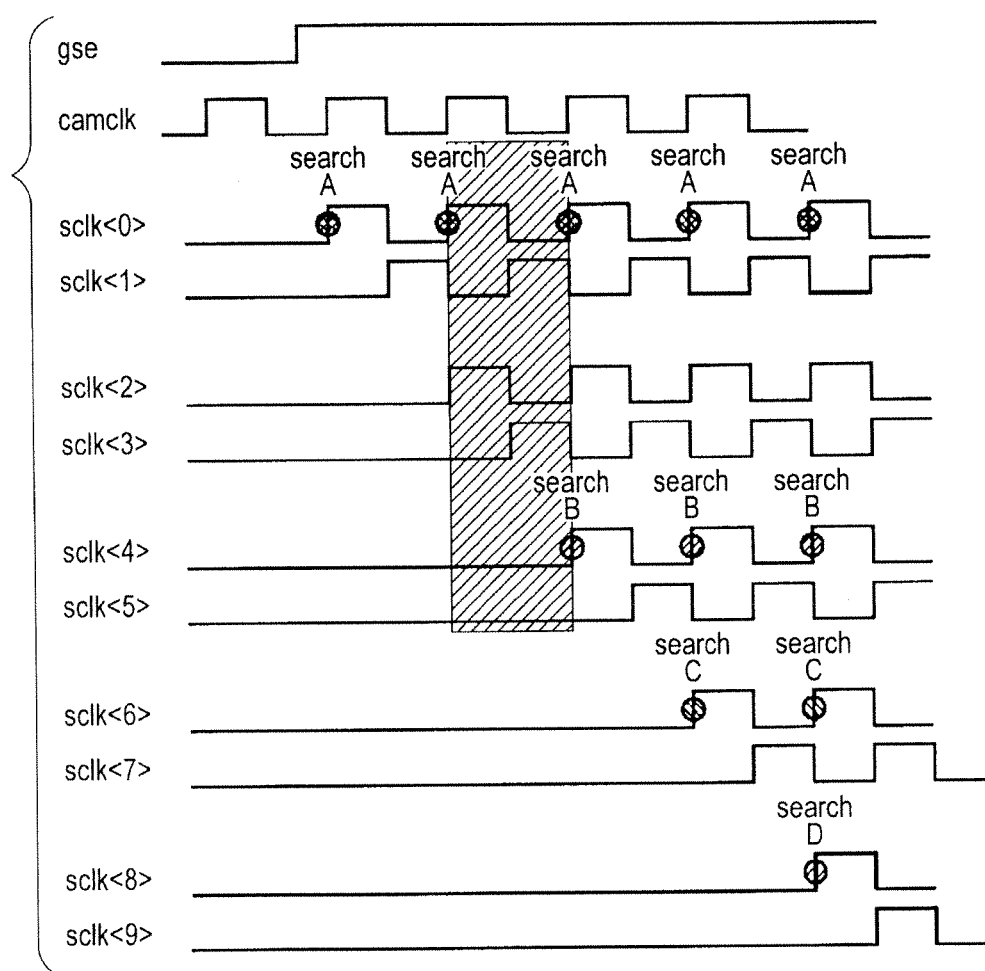 gse
camclk
search search search search search
A A A A A
sclk<0>
sclk<1>
sclk<2>
sclk<3>
search search search
B B B
sclk<4>
sclk<5>
search search
C C
sclk<6>
sclk<7>
search
D
sclk<8>
sclk<9>